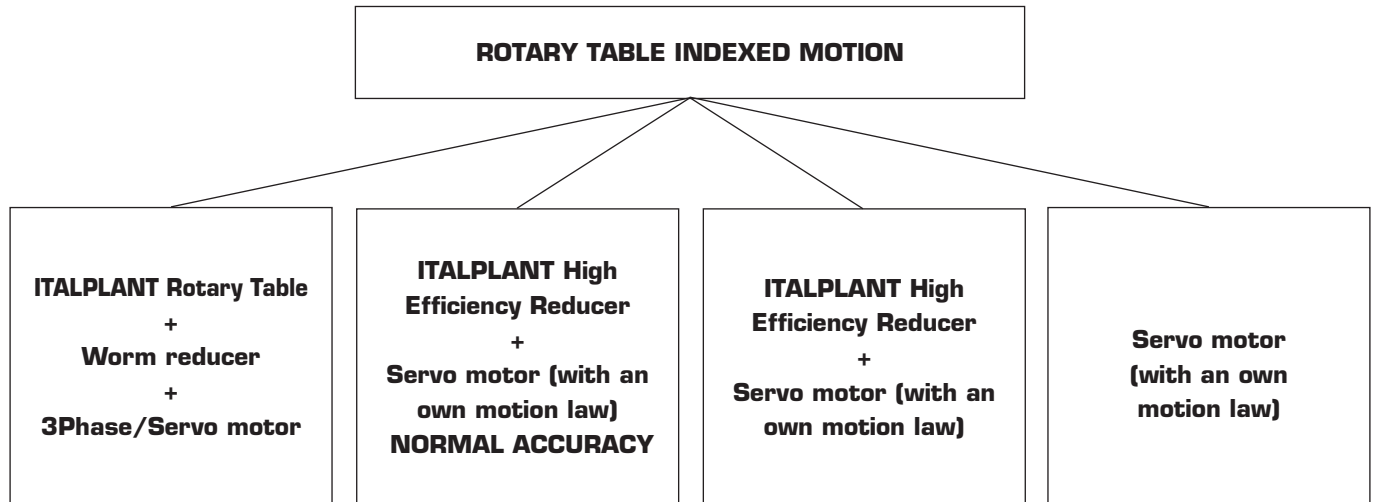 ROTARY TABLE INDEXED MOTION
ITALPLANT Rotary Table
+
Worm reducer
+
3Phase/Servo motor
ITALPLANT High
Efficiency Reducer
+
Servo motor (with an
own motion law)
NORMAL ACCURACY
ITALPLANT High
Efficiency Reducer
+
Servo motor (with an
own motion law)
Servo motor
(with an own
motion law)